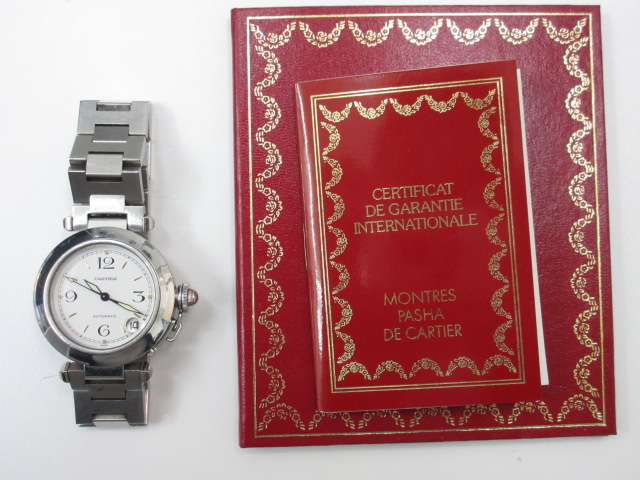 12
CARTIER
AUTOMATIC
9
3
6
CERTIFICAT
DE GARANTIE
INTERNATIONALE
MONTRES
PASHA
DE CARTIER